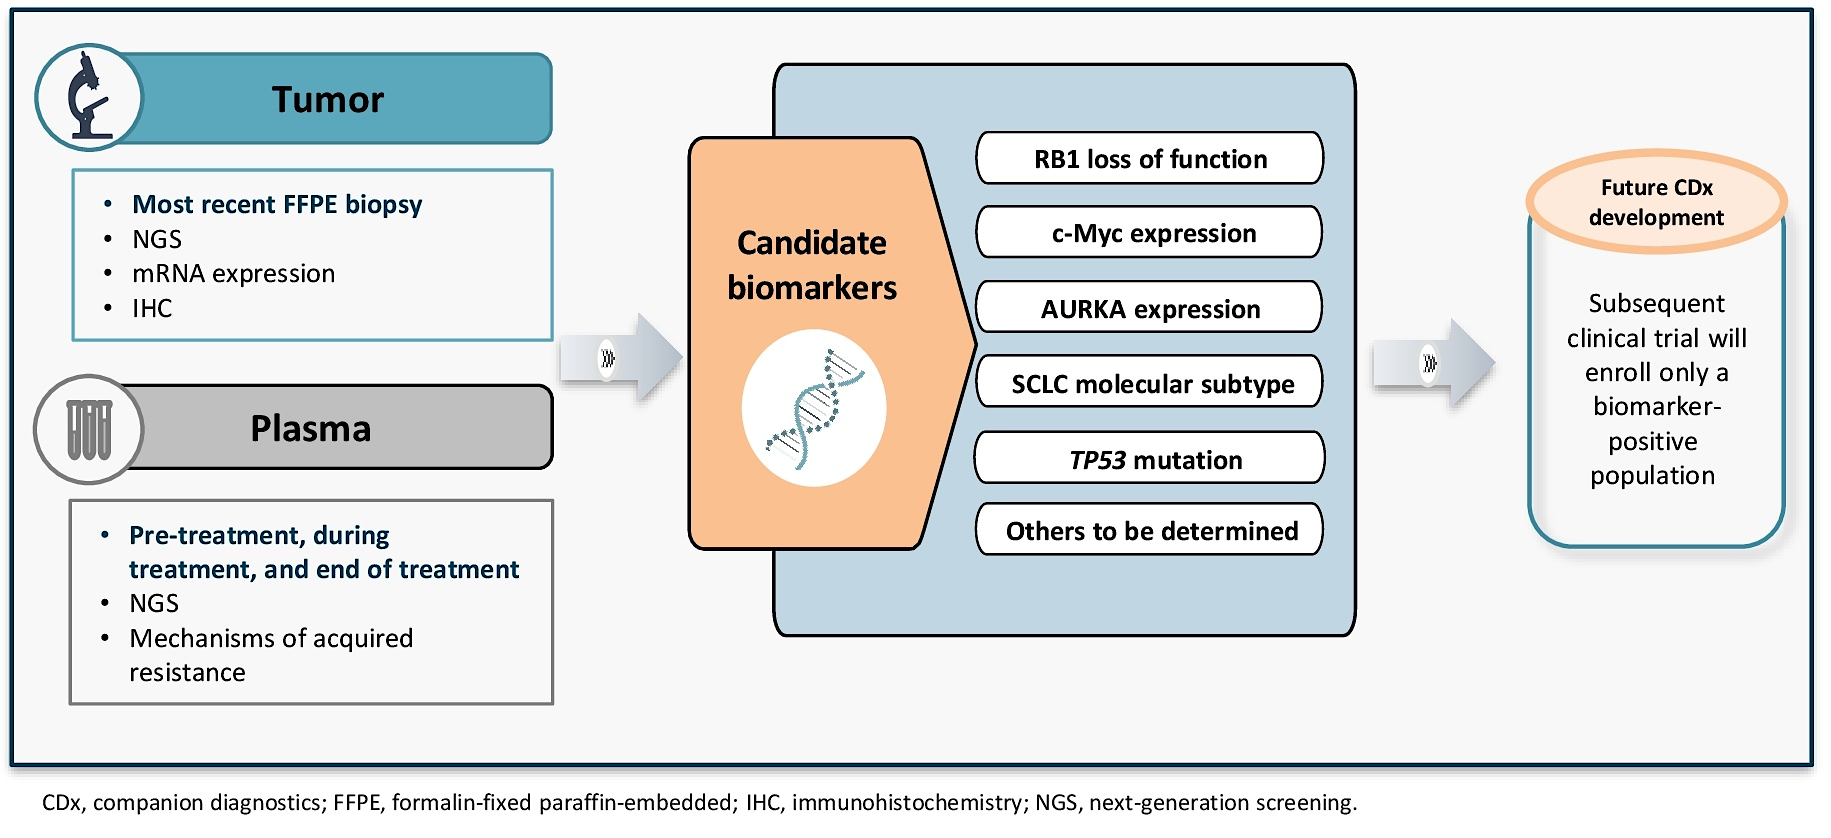 Tumor
• Most recent FFPE biopsy
• NGS
• mRNA expression
• IHC
Plasma
• Pre-treatment, during
treatment, and end of treatment
• NGS
• Mechanisms of acquired
resistance
Candidate
biomarkers
RB1 loss of function
c-Myc expression
AURKA expression
SCLC molecular subtype
TP53 mutation
Others to be determined
Future CDx
development
Subsequent
clinical trial will
enroll only a
biomarker-
positive
population
CDx, companion diagnostics; FFPE, formalin-fixed paraffin-embedded; IHC, immunohistochemistry; NGS, next-generation screening.